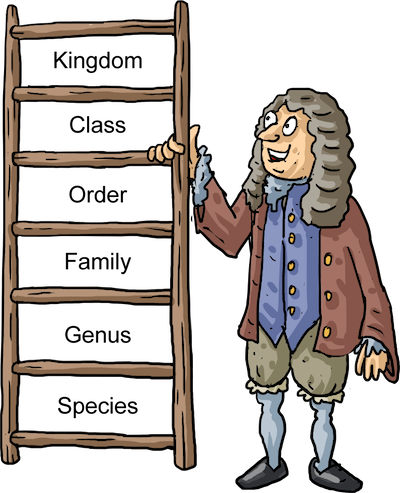 Kingdom
Class
Order
Family
Genus
Species